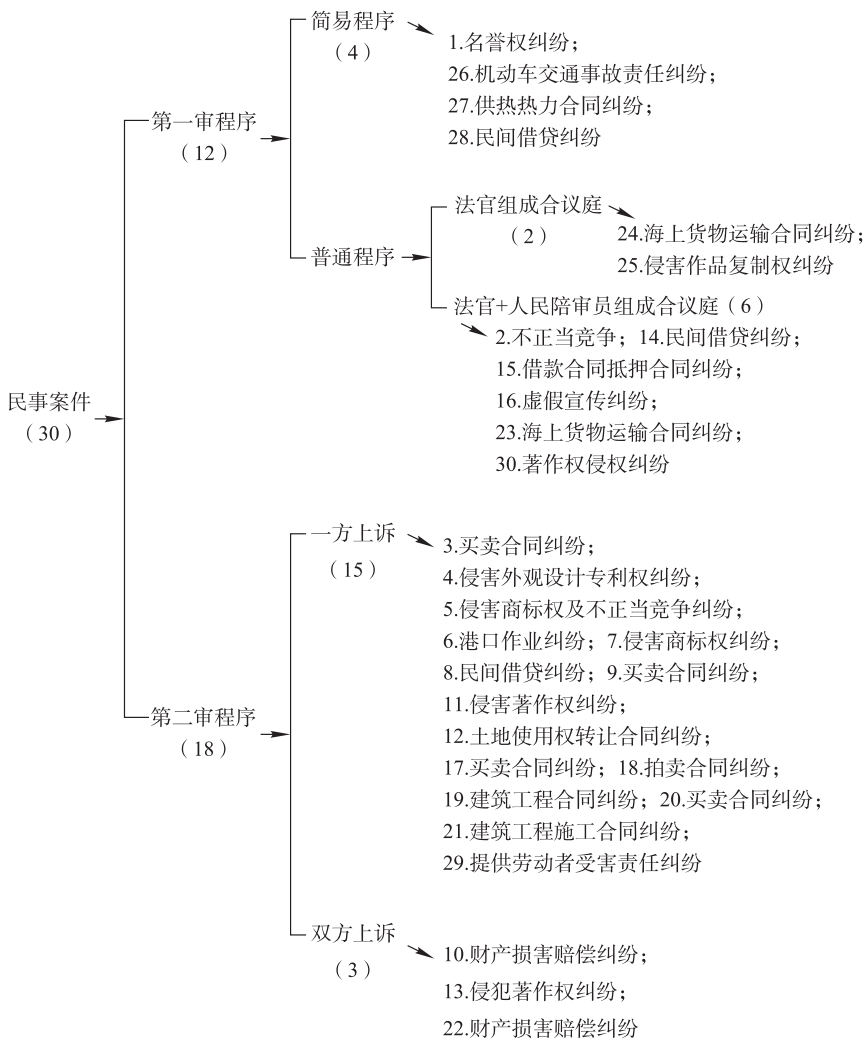 民事案件
（30）
第一审程序
（12）
简易程序
（4）
1.名誉权纠纷；
26.机动车交通事故责任纠纷；
27.供热热力合同纠纷；
28.民间借贷纠纷
普通程序
法官组成合议庭
（2）
24.海上货物运输合同纠纷；
25.侵害作品复制权纠纷
法官+人民陪审员组成合议庭（6）
2.不正当竞争；14.民间借贷纠纷；
15.借款合同抵押合同纠纷；
16.虚假宣传纠纷；
23.海上货物运输合同纠纷；
30.著作权侵权纠纷
第二审程序
（18）
一方上诉
（15）
3.买卖合同纠纷；
4.侵害外观设计专利权纠纷；
5.侵害商标权及不正当竞争纠纷；
6.港口作业纠纷；7.侵害商标权纠纷；
8.民间借贷纠纷；9.买卖合同纠纷；
11.侵害著作权纠纷；
12.土地使用权转让合同纠纷；
17.买卖合同纠纷；18.拍卖合同纠纷；
19.建筑工程合同纠纷；20.买卖合同纠纷；
21.建筑工程施工合同纠纷；
29.提供劳动者受害责任纠纷
双方上诉
（3）
10.财产损害赔偿纠纷；
13.侵犯著作权纠纷；
22.财产损害赔偿纠纷